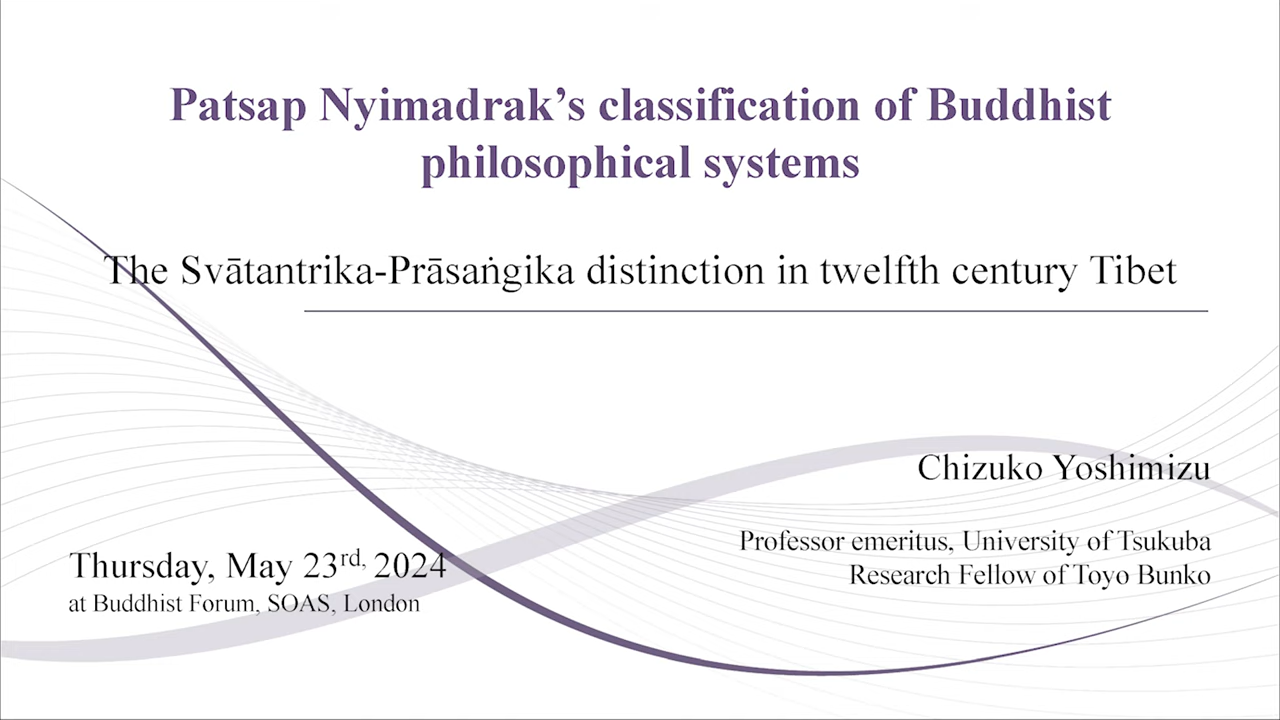 Patsap Nyimadrak’s classification of Buddhist
philosophical systems
The Svātantrika-Prāsaṅgika distinction in twelfth century Tibet
Chizuko Yoshimizu
Professor emeritus, University of Tsukuba
Research Fellow of Toyo Bunko
Thursday, May 23rd, 2024
at Buddhist Forum, SOAS, London